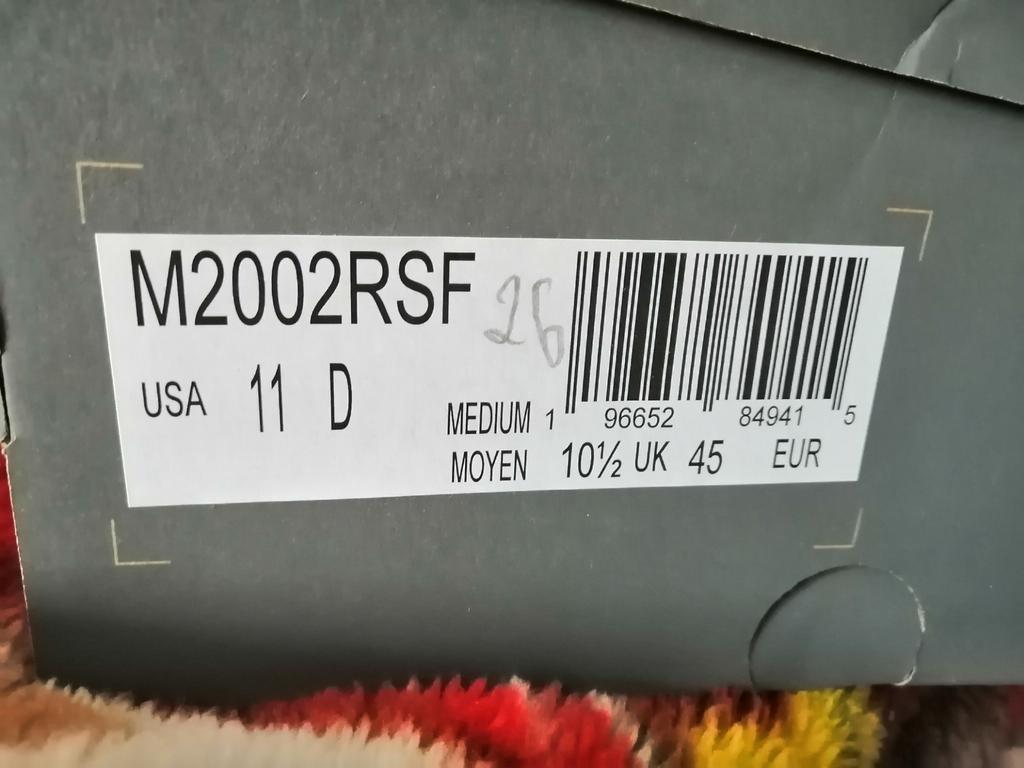 M2002RSF 26
USA 11 D
MEDIUM 1 96652 84941 5
MOYEN 10½ UK 45 EUR